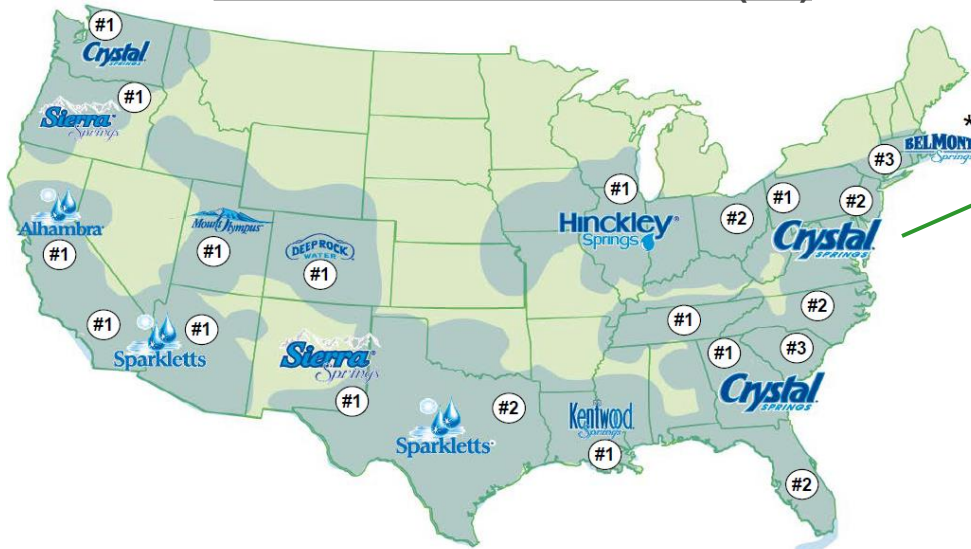 #1
Crystal
SPRINGS
#1
Sierra
Springs
Alhambra
#1
Mount Olympus
#1
DEEP ROCK
WATER
#1
#1
Hinckley
Springs
#2
#1
#2
Crystal
SPRINGS
*
BELMONT
Springs
#3
#1
#1
Sparkletts
Sierra
Springs
#1
Sparkletts
#2
Kentwood
Springs
#1
#1
#2
#3
#1
Crystal
SPRINGS
#2